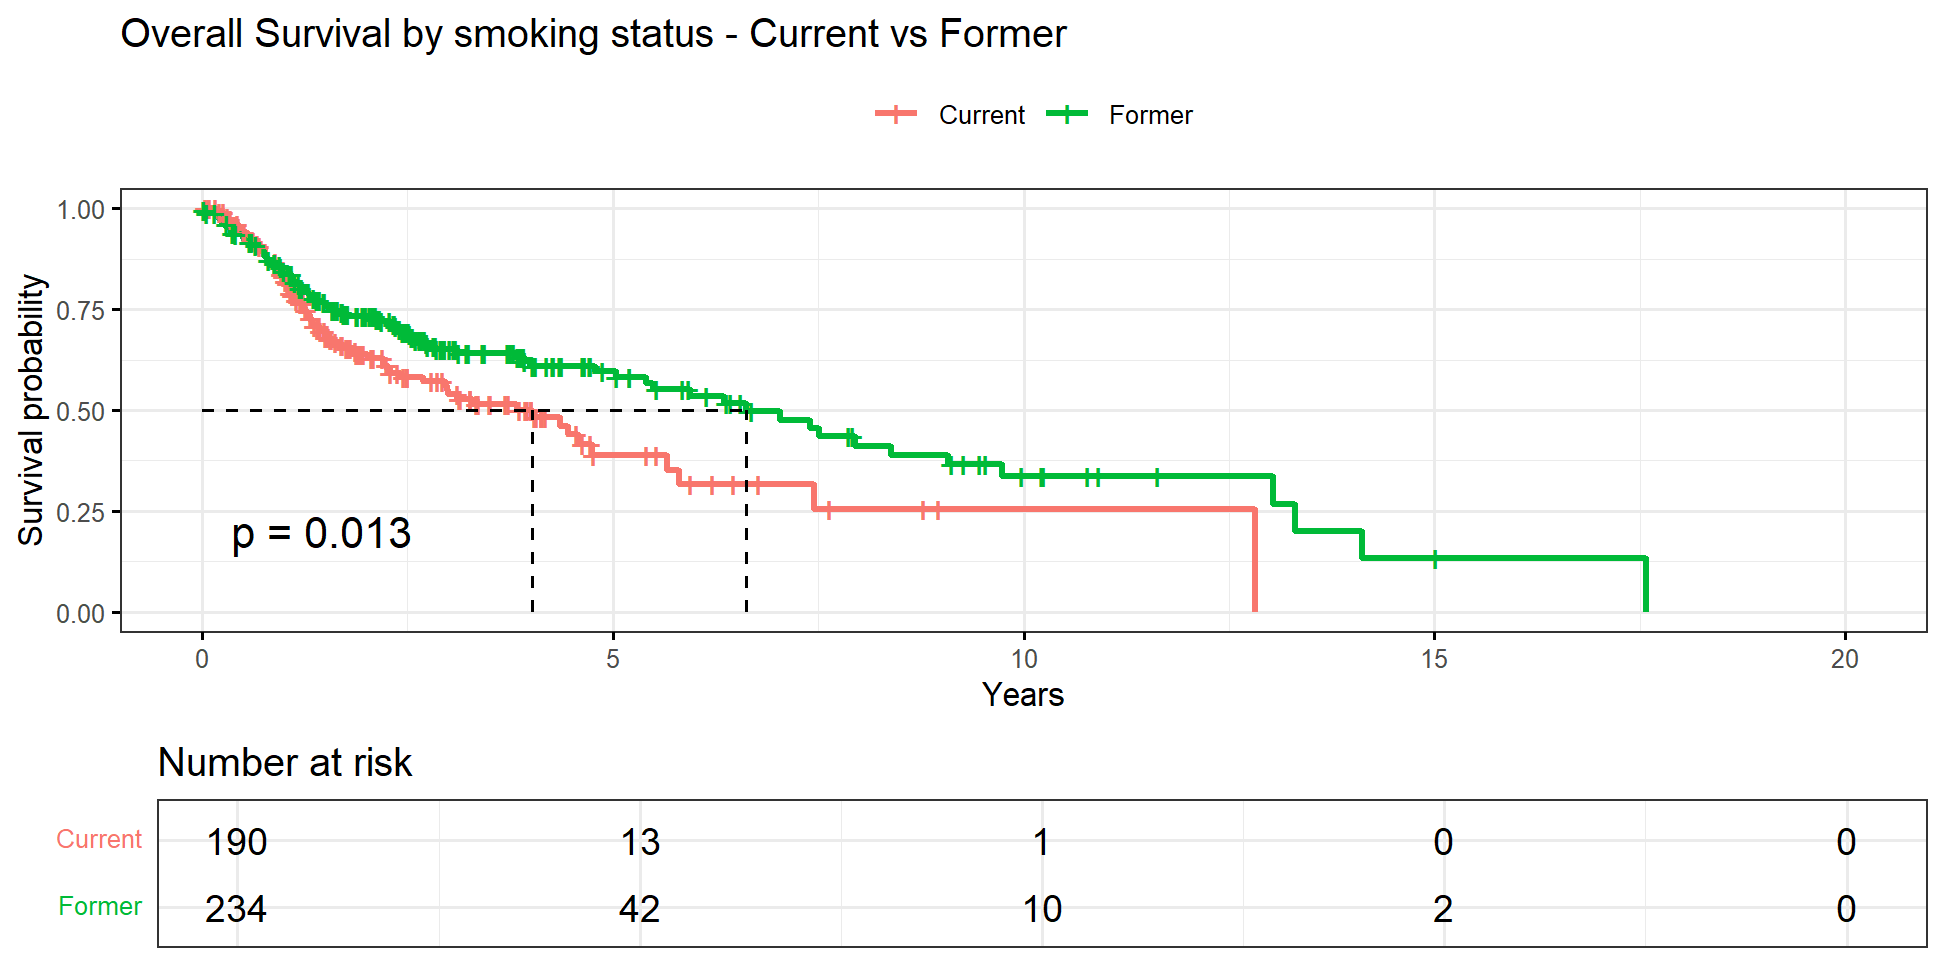 Overall Survival by smoking status - Current vs Former
Current Former
1.00
0.75
0.50
0.25
0.00
Survival probability
p = 0.013
0 5 10 15 20
Years
Number at risk
Current 190 13 1 0 0
Former 234 42 10 2 0